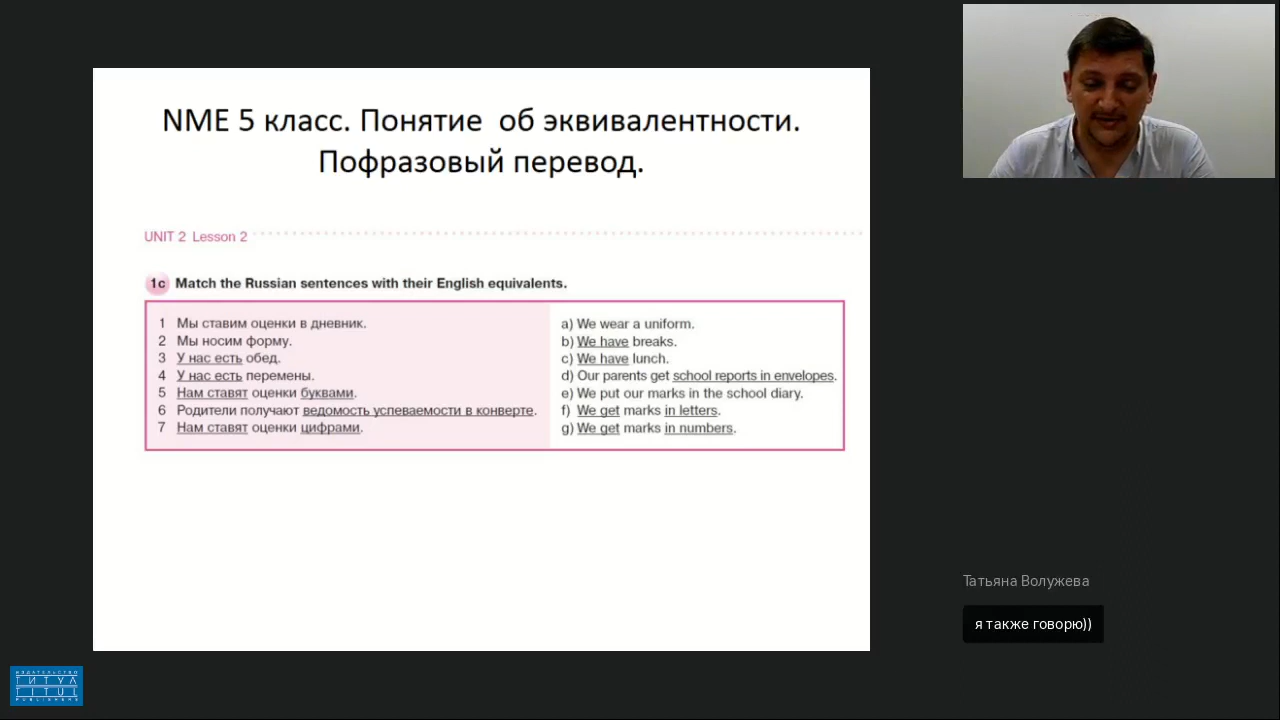 NME 5 класс. Понятие об эквивалентности.
Пофразовый перевод.
UNIT 2 Lesson 2
1c Match the Russian sentences with their English equivalents.
1 Мы ставим оценки в дневник.
2 Мы носим форму.
3 У нас есть обед.
4 У нас есть перемены.
5 Нам ставят оценки буквами.
6 Родители получают ведомость успеваемости в конверте.
7 Нам ставят оценки цифрами.
a) We wear a uniform.
b) We have breaks.
c) We have lunch.
d) Our parents get school reports in envelopes.
e) We put our marks in the school diary.
f) We get marks in letters.
g) We get marks in numbers.
Татьяна Волужева
я также говорю))
ИЗДАТЕЛЬСТВО
ТИТУЛ
TITUL
PUBLISHERS